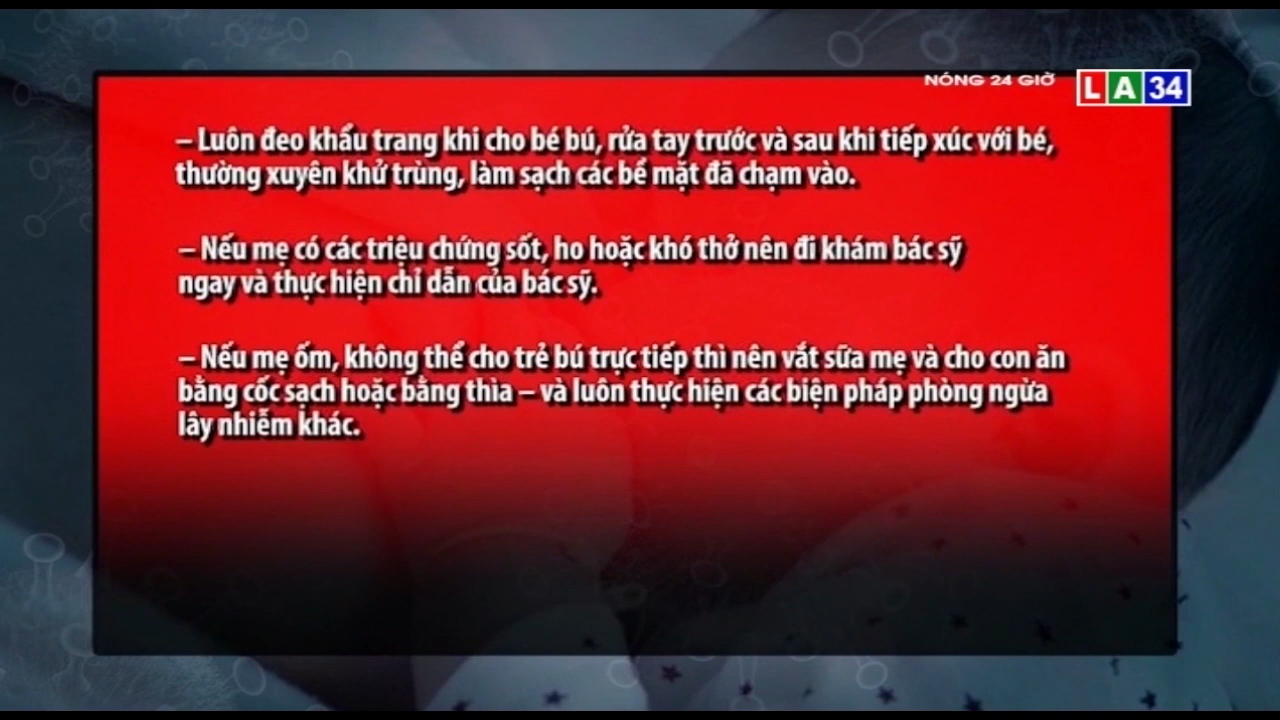 NÓNG 24 GIỜ
LA34
– Luôn đeo khẩu trang khi cho bé bú, rửa tay trước và sau khi tiếp xúc với bé,
thường xuyên khử trùng, làm sạch các bề mặt đã chạm vào.
– Nếu mẹ có các triệu chứng sốt, ho hoặc khó thở nên đi khám bác sỹ
ngay và thực hiện chỉ dẫn của bác sỹ.
– Nếu mẹ ốm, không thể cho trẻ bú trực tiếp thì nên vắt sữa mẹ và cho con ăn
bằng cốc sạch hoặc bằng thìa – và luôn thực hiện các biện pháp phòng ngừa
lây nhiễm khác.